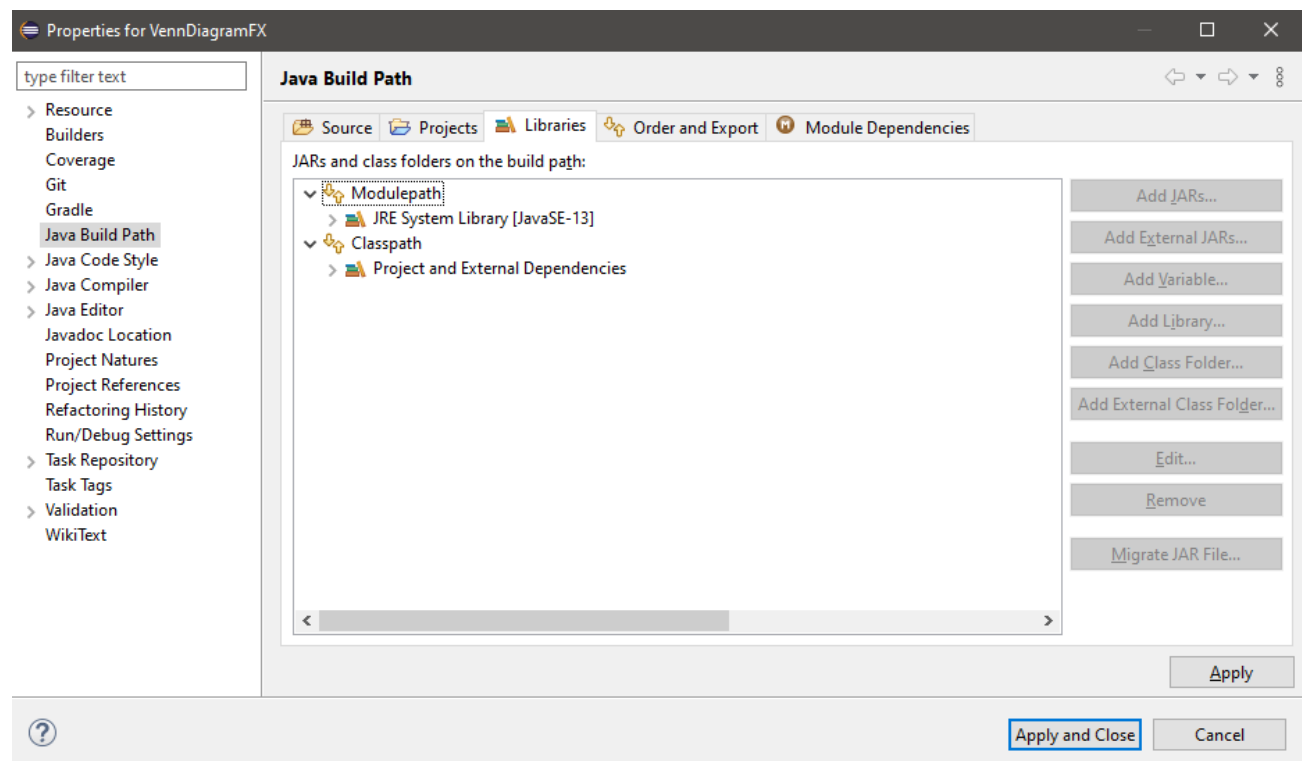 Properties for VennDiagramFX
type filter text
Resource
Builders
Coverage
Git
Gradle
Java Build Path
Java Code Style
Java Compiler
Java Editor
Javadoc Location
Project Natures
Project References
Refactoring History
Run/Debug Settings
Task Repository
Task Tags
Validation
WikiText
Java Build Path
Source Projects Libraries Order and Export Module Dependencies
JARs and class folders on the build path:
Modulepath
JRE System Library [JavaSE-13]
Classpath
Project and External Dependencies
Add JARs...
Add External JARs...
Add Variable...
Add Library...
Add Class Folder...
Add External Class Folder...
Edit...
Remove
Migrate JAR File...
Apply
Apply and Close Cancel